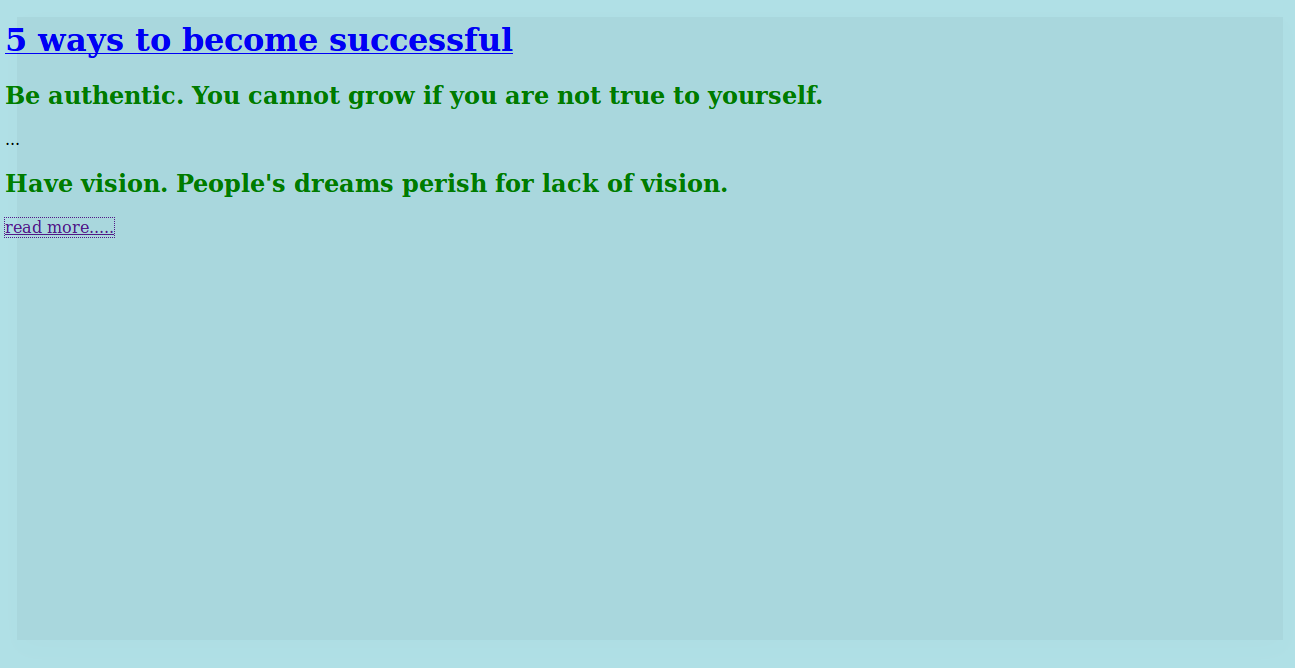 5 ways to become successful
Be authentic. You cannot grow if you are not true to yourself.
...
Have vision. People's dreams perish for lack of vision.
read more.....